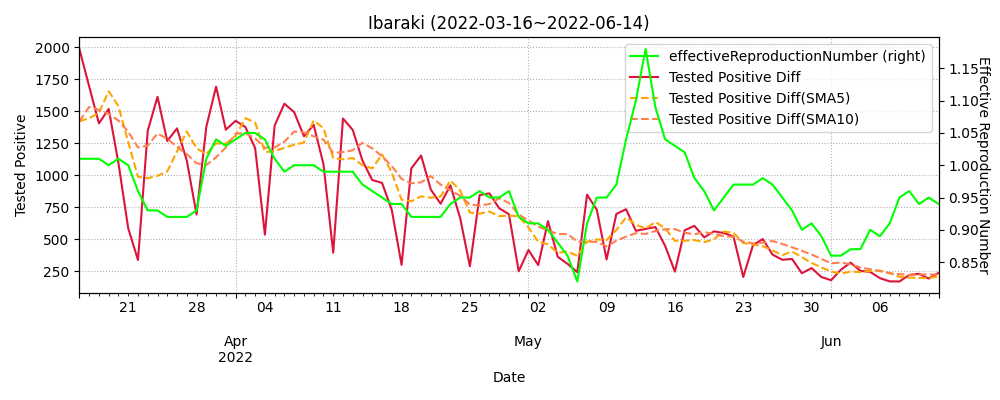 Ibaraki (2022-03-16~2022-06-14)
effectiveReproductionNumber (right)
Tested Positive Diff
Tested Positive Diff(SMA5)
Tested Positive Diff(SMA10)
Tested Positive
2000
1750
1500
1250
1000
750
500
250
Effective Reproduction Number
1.15
1.10
1.05
1.00
0.95
0.90
0.85
21 28 04 11 18 25 02 09 16 23 30 06
Apr May Jun
2022
Date